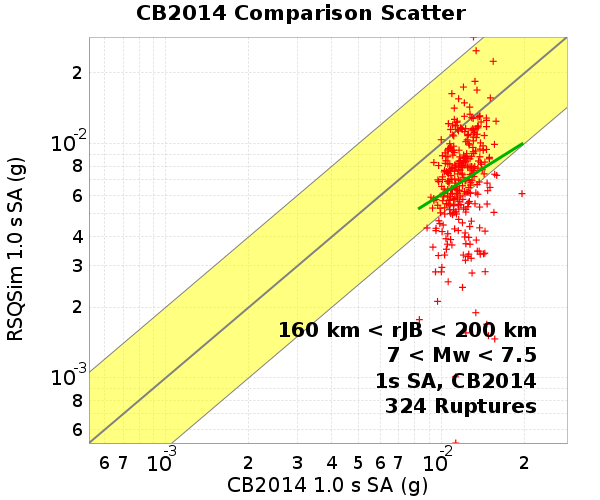 CB2014 Comparison Scatter
RSQSim 1.0 s SA (g)
2
10-2
8
6
4
3
2
10-3
8
6
160 km < rJB < 200 km
7 < Mw < 7.5
1s SA, CB2014
324 Ruptures
6 7 10-3 2 3 4 5 6 7 10-2 2
CB2014 1.0 s SA (g)